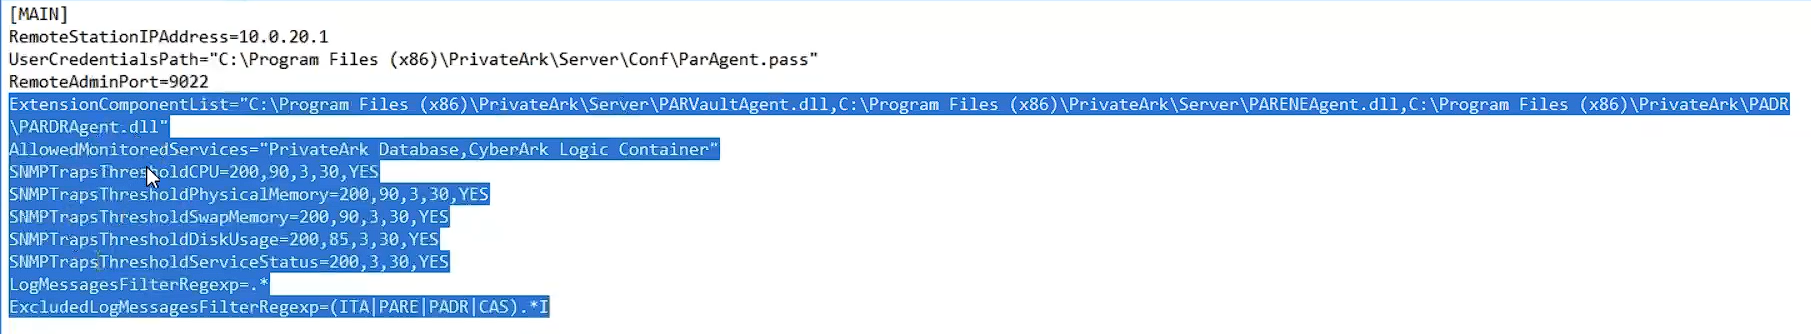 [MAIN]
RemoteStationIPAddress=10.0.20.1
UserCredentialsPath="C:\Program Files (x86)\PrivateArk\Server\Conf\ParAgent.pass"
RemoteAdminPort=9022
ExtensionComponentList="C:\Program Files (x86)\PrivateArk\Server\PARVaultAgent.dll,C:\Program Files (x86)\PrivateArk\Server\PARENEAgent.dll,C:\Program Files (x86)\PrivateArk\PADR
\PARDRAgent.dll"
AllowedMonitoredServices="PrivateArk Database,CyberArk Logic Container"
SNMPTrapsThresholdCPU=200,90,3,30,YES
SNMPTrapsThresholdPhysicalMemory=200,90,3,30,YES
SNMPTrapsThresholdSwapMemory=200,90,3,30,YES
SNMPTrapsThresholdDiskUsage=200,85,3,30,YES
SNMPTrapsThresholdServiceStatus=200,3,30,YES
LogMessagesFilterRegexp=.*
ExcludedLogMessagesFilterRegexp=(ITA|PARE|PADR|CAS).*I